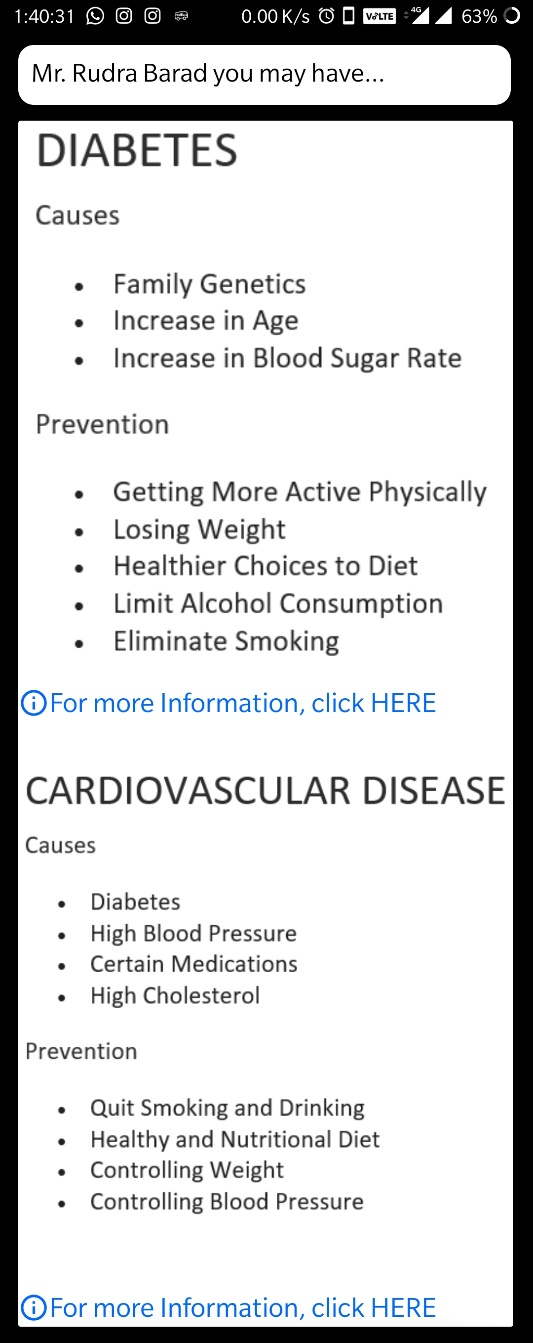 1:40:31 0.00 K/s VoLTE 4G 63%
Mr. Rudra Barad you may have...
DIABETES
Causes
• Family Genetics
• Increase in Age
• Increase in Blood Sugar Rate
Prevention
• Getting More Active Physically
• Losing Weight
• Healthier Choices to Diet
• Limit Alcohol Consumption
• Eliminate Smoking
For more Information, click HERE
CARDIOVASCULAR DISEASE
Causes
• Diabetes
• High Blood Pressure
• Certain Medications
• High Cholesterol
Prevention
• Quit Smoking and Drinking
• Healthy and Nutritional Diet
• Controlling Weight
• Controlling Blood Pressure
For more Information, click HERE